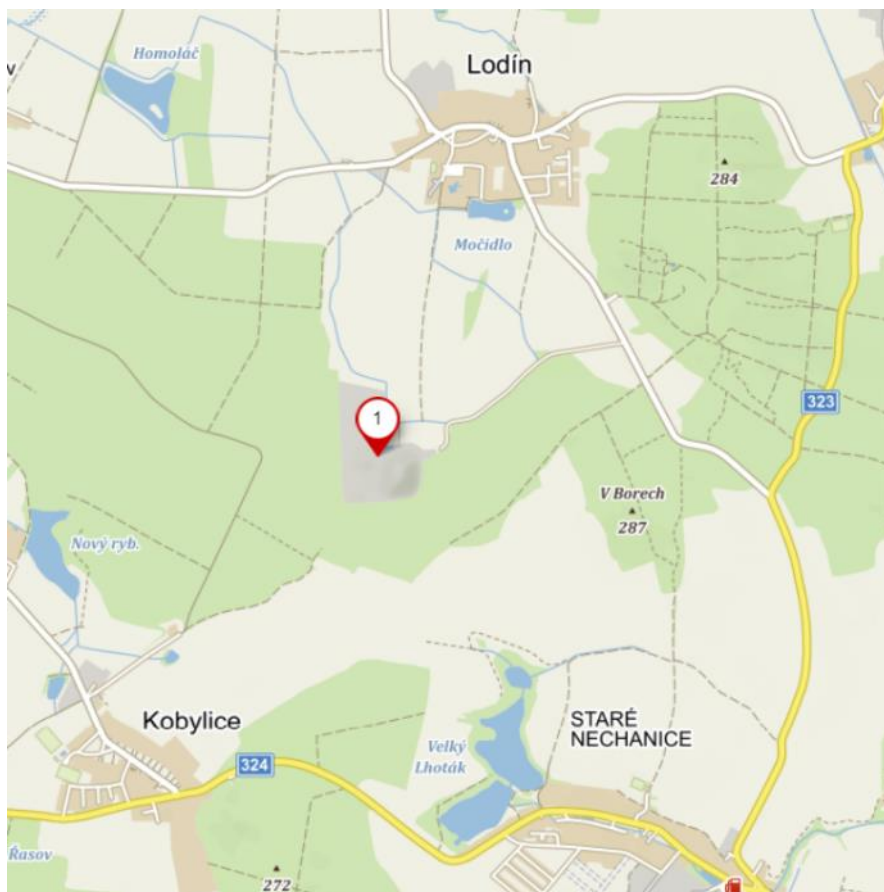 Homoláč
Lodín
v
284
Močidlo
323
1
V Borech
287
Nový ryb.
Kobylice
STARÉ
NECHANICE
Velký
Lhoták
324
Řasov
272